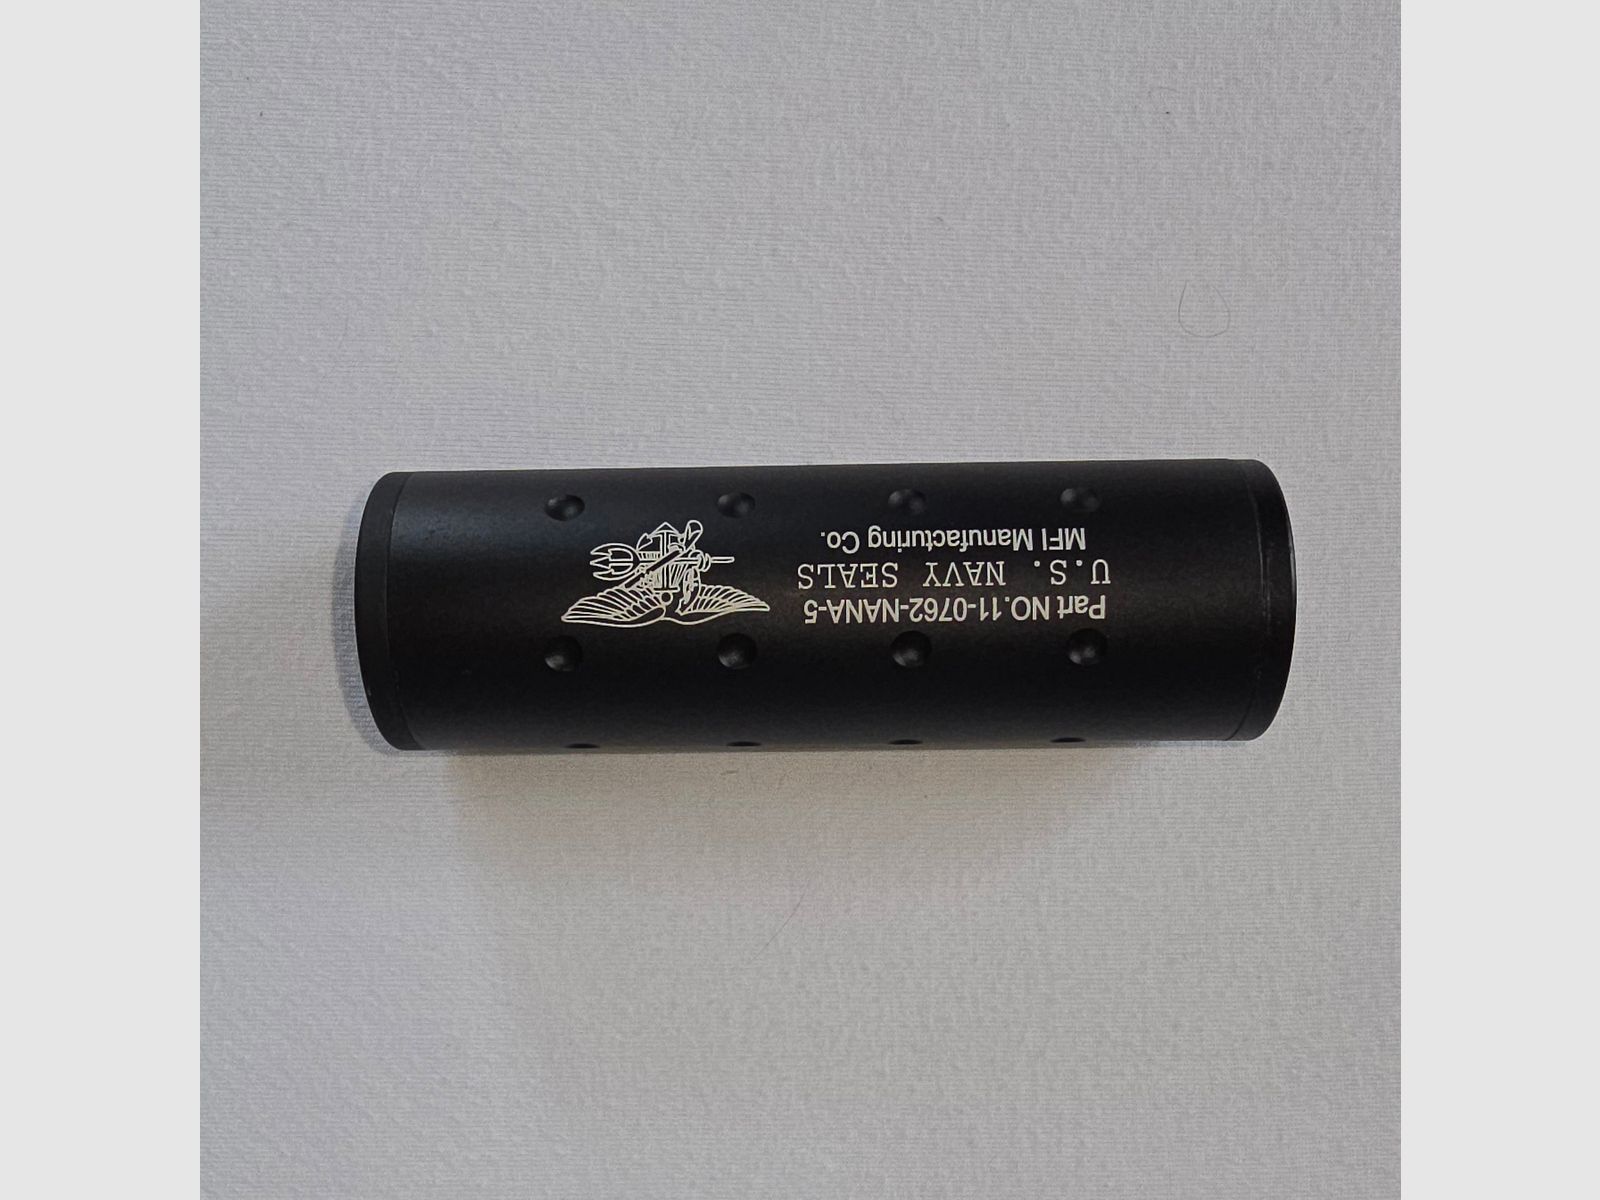 Part NO.11-0762-NANA-5
U.S. NAVY SEALS
MFI Manufacturing Co.